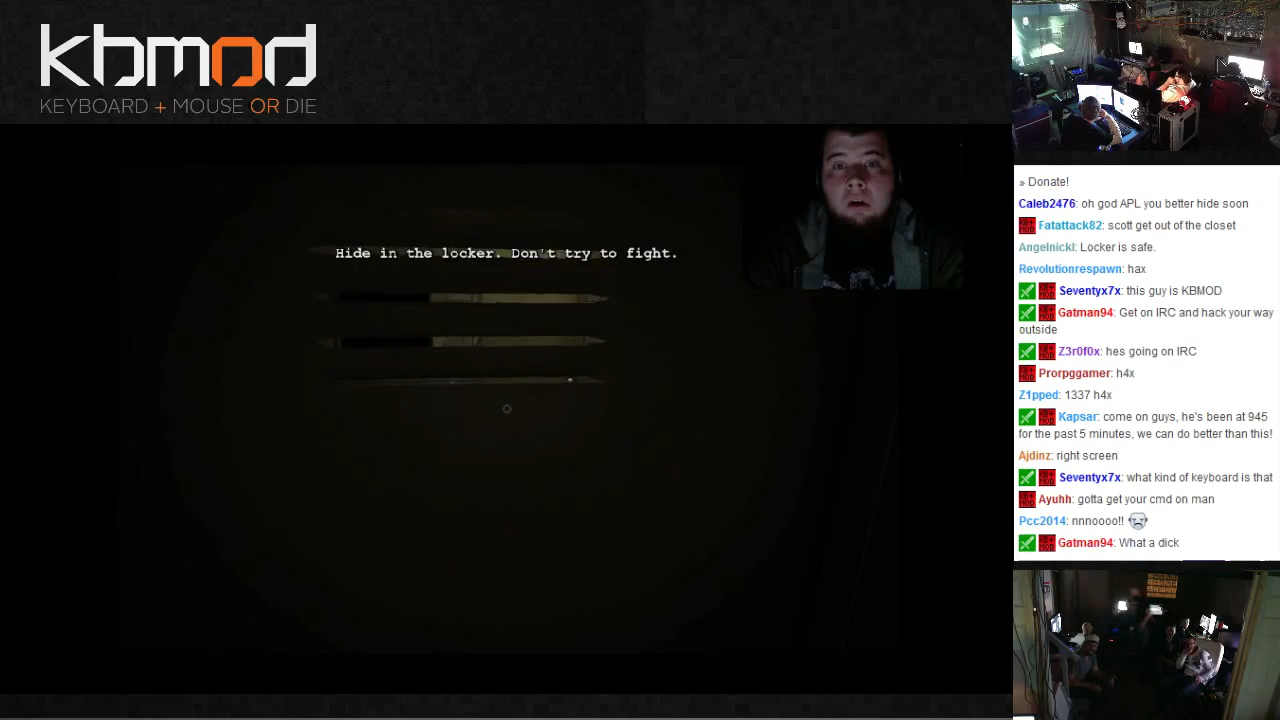 kbmod
KEYBOARD + MOUSE OR DIE
Hide in the locker. Don't try to fight.
» Donate!
Caleb2476: oh god APL you better hide soon
Fatattack82: scott get out of the closet
Angelnickl: Locker is safe.
Revolutionrespawn: hax
Seventyx7x: this guy is KBMOD
Gatman94: Get on IRC and hack your way
outside
Z3r0f0x: hes going on IRC
Prorpggamer: h4x
Z1pped: 1337 h4x
Kapsar: come on guys, he's been at 945
for the past 5 minutes, we can do better than this!
Ajdinz: right screen
Seventyx7x: what kind of keyboard is that
Ayuhh: gotta get your cmd on man
Pcc2014: nnnoooo!!
Gatman94: What a dick